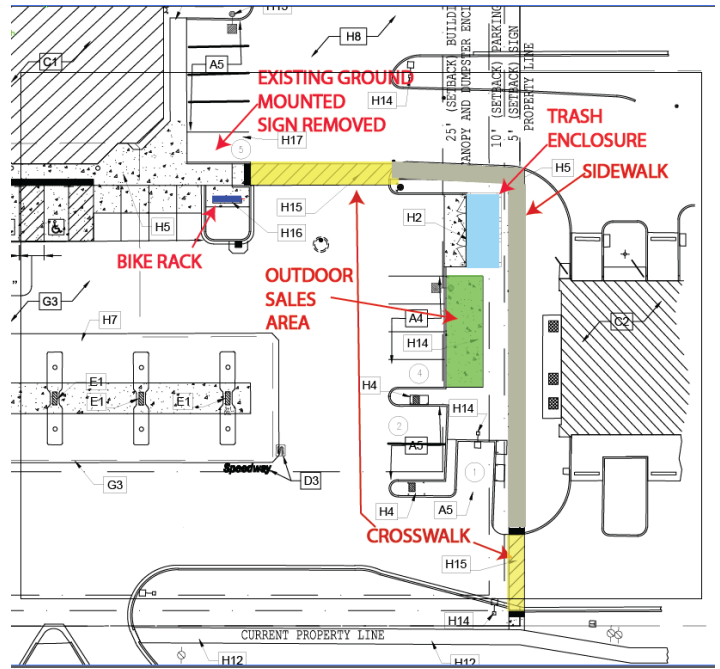 H13
C1
H8
A5
EXISTING GROUND
MOUNTED
SIGN REMOVED
H14
25' (SETBACK) BUILDI
CANOPY AND DUMPSTER ENCL
10' (SETBACK) PARKING
5' (SETBACK) SIGN
PROPERTY LINE
TRASH
ENCLOSURE
SIDEWALK
5
H17
H5
H15
H5
H16
H2
BIKE RACK
OUTDOOR
SALES
AREA
G3
H7
A4
C2
H14
4
E1
E1
E1
H4
H14
2
A5
Speedway
D3
1
G3
H4
A5
CROSSWALK
H15
H14
CURRENT PROPERTY LINE
H12
H12